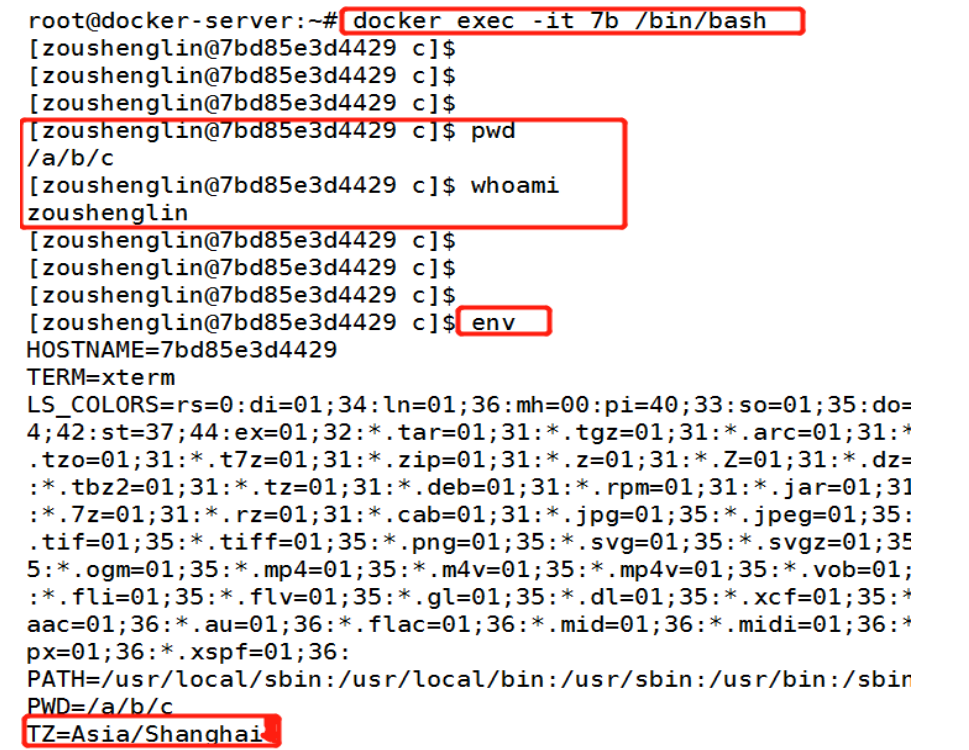 root@docker-server:~# docker exec -it 7b /bin/bash
[zoushenglin@7bd85e3d4429 c]$
[zoushenglin@7bd85e3d4429 c]$
[zoushenglin@7bd85e3d4429 c]$
[zoushenglin@7bd85e3d4429 c]$ pwd
/a/b/c
[zoushenglin@7bd85e3d4429 c]$ whoami
zoushenglin
[zoushenglin@7bd85e3d4429 c]$
[zoushenglin@7bd85e3d4429 c]$
[zoushenglin@7bd85e3d4429 c]$
[zoushenglin@7bd85e3d4429 c]$ env
HOSTNAME=7bd85e3d4429
TERM=xterm
LS_COLORS=rs=0:di=01;34:ln=01;36:mh=00:pi=40;33:so=01;35:do=
4;42:st=37;44:ex=01;32:*.tar=01;31:*.tgz=01;31:*.arc=01;31:*
.tzo=01;31:*.t7z=01;31:*.zip=01;31:*.z=01;31:*.Z=01;31:*.dz=
:*.tbz2=01;31:*.tz=01;31:*.deb=01;31:*.rpm=01;31:*.jar=01;31
:*.7z=01;31:*.rz=01;31:*.cab=01;31:*.jpg=01;35:*.jpeg=01;35:
.tif=01;35:*.tiff=01;35:*.png=01;35:*.svg=01;35:*.svgz=01;35
5:*.ogm=01;35:*.mp4=01;35:*.m4v=01;35:*.mp4v=01;35:*.vob=01;
:*.fli=01;35:*.flv=01;35:*.gl=01;35:*.dl=01;35:*.xcf=01;35:*
aac=01;36:*.au=01;36:*.flac=01;36:*.mid=01;36:*.midi=01;36:*
px=01;36:*.xspf=01;36:
PATH=/usr/local/sbin:/usr/local/bin:/usr/sbin:/usr/bin:/sbin
PWD=/a/b/c
TZ=Asia/Shanghai